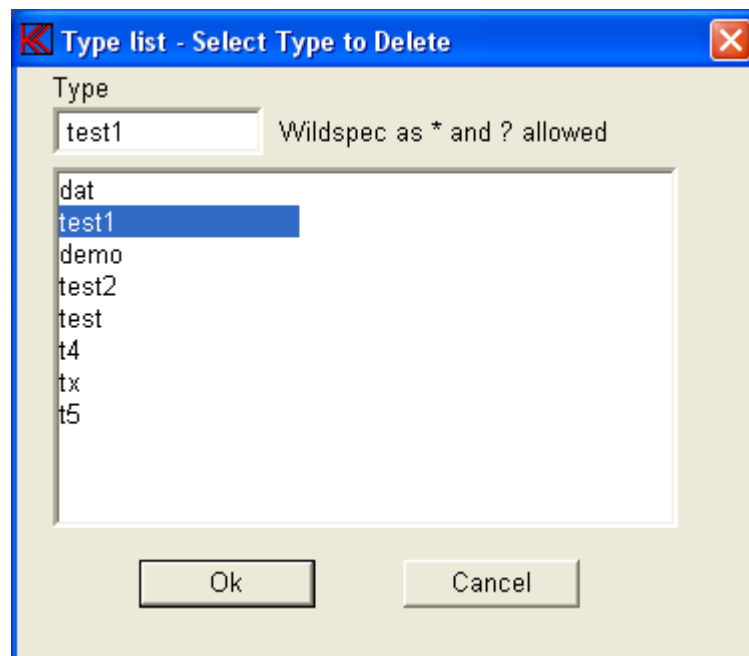 Type list - Select Type to Delete
Type
test1 Wildspec as * and ? allowed
dat
test1
demo
test2
test
t4
tx
t5
Ok Cancel